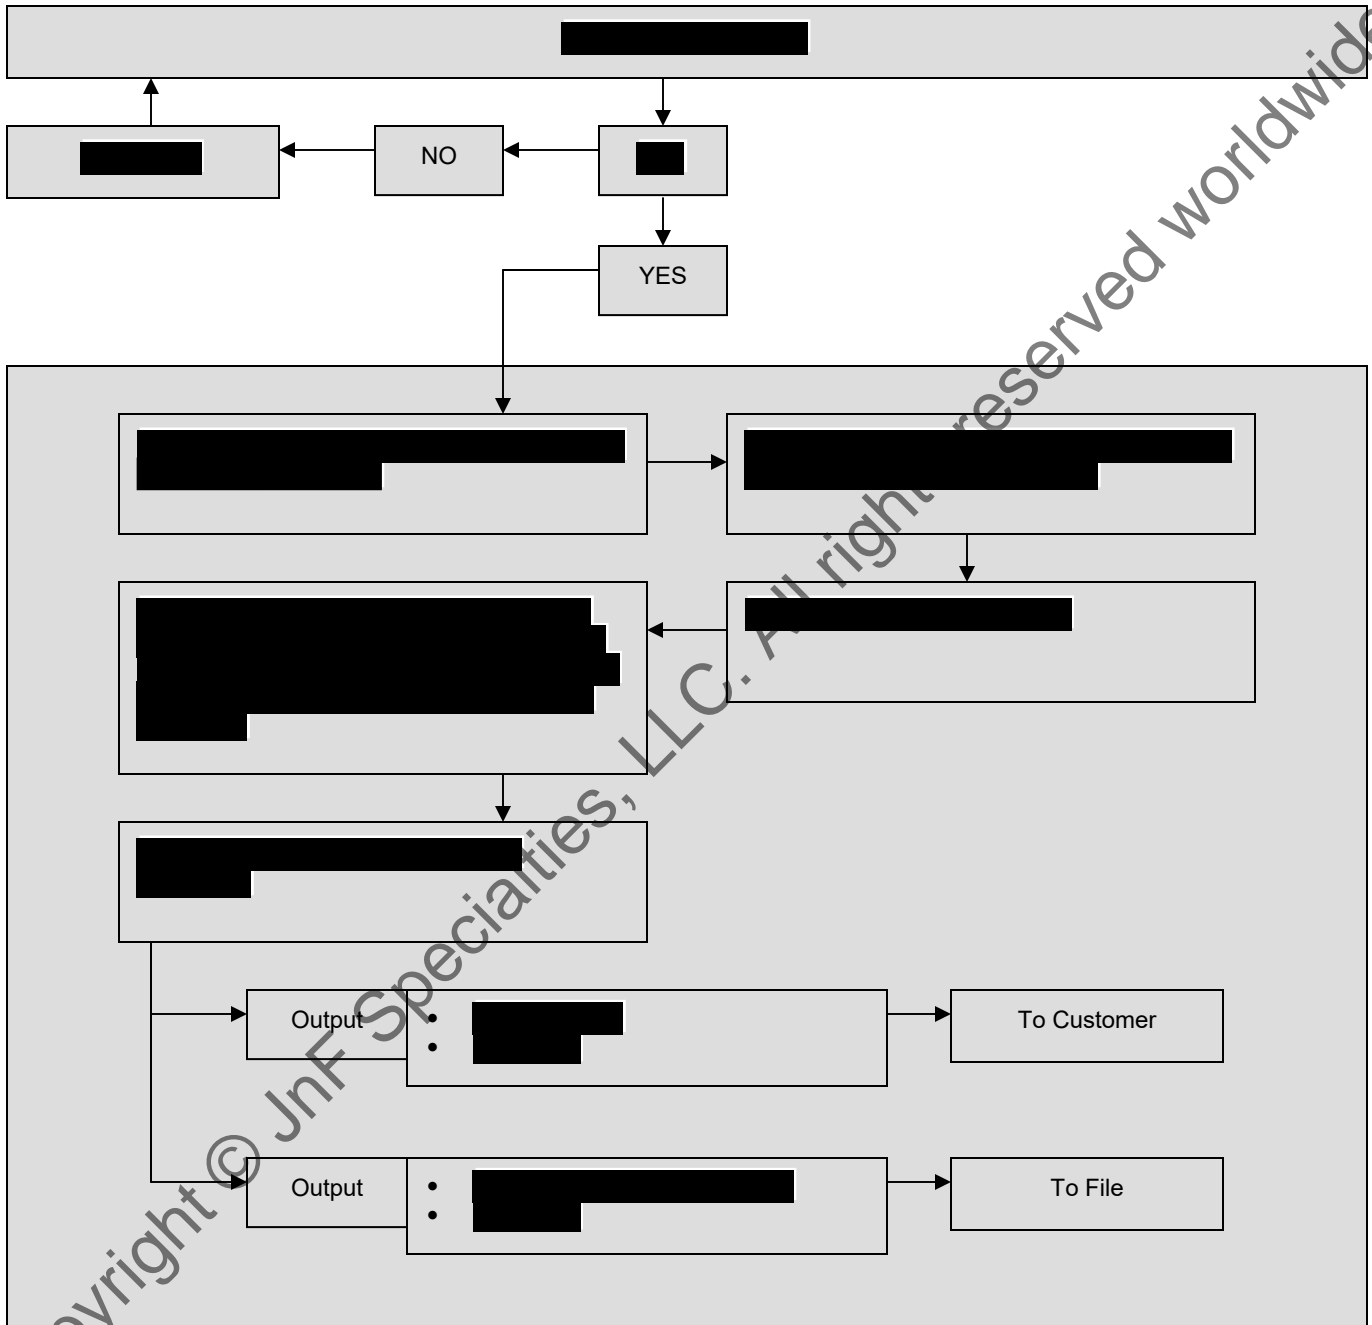 NO
YES
Output
To Customer
Output
To File
Copyright © JnF Specialties, LLC. All rights reserved worldwide